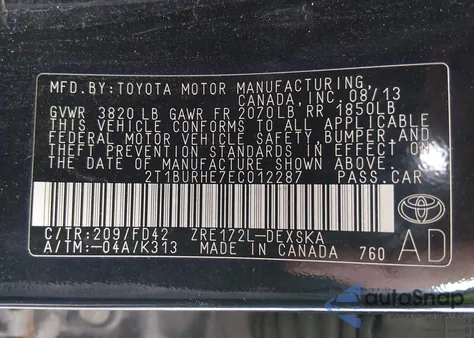 MFD. BY: TOYOTA MOTOR MANUFACTURING
CANADA, INC. 08/13
GVWR 3820 LB GAWR FR 2070LB RR 1850LB
THIS VEHICLE CONFORMS TO ALL APPLICABLE
FEDERAL MOTOR VEHICLE SAFETY, BUMPER, AND
THEFT PREVENTION STANDARDS IN EFFECT ON
THE DATE OF MANUFACTURE SHOWN ABOVE.
2T1BURHE7EC012287 PASS. CAR
C/TR:209/FD42 ZRE172L-DEXSKA
A/TM:-04A/K313 MADE IN CANADA 760
AD
autoSnap